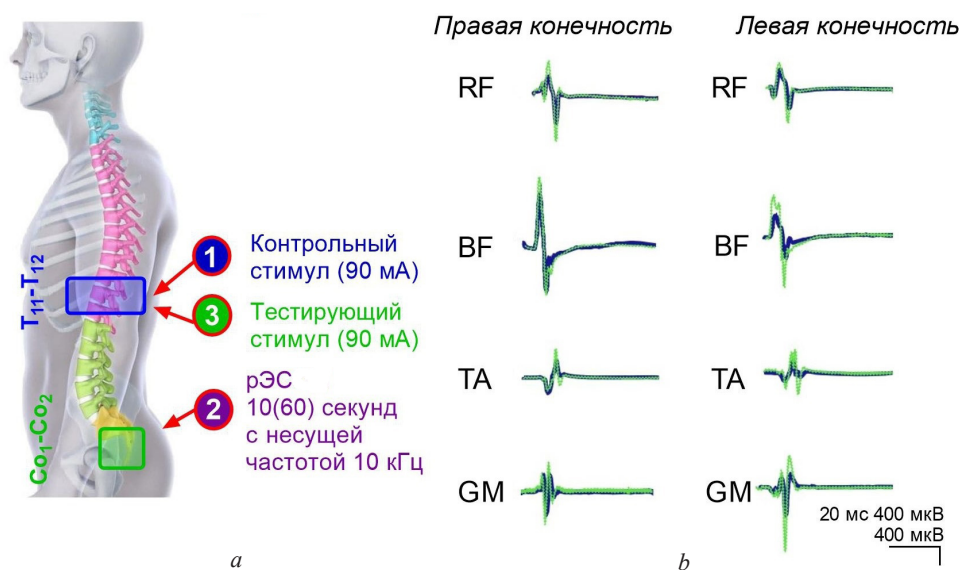 T₁₁-T₁₂
Co₁-Co₂
1
Контрольный
стимул (90 мА)
3
Тестирующий
стимул (90 мА)
2
рЭС
10(60) секунд
с несущей
частотой 10 кГц
a
Правая конечность
Левая конечность
RF
RF
BF
BF
TA
TA
GM
GM
20 мс 400 мкВ
400 мкВ
b